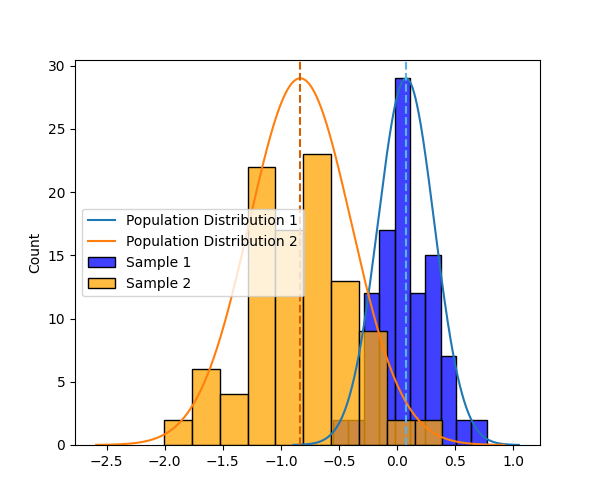 30
25
20
15
10
5
0
Count
Population Distribution 1
Population Distribution 2
Sample 1
Sample 2
−2.5 −2.0 −1.5 −1.0 −0.5 0.0 0.5 1.0